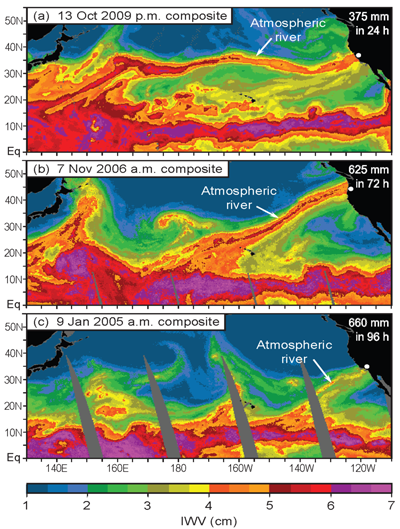 (a) 13 Oct 2009 p.m. composite
375 mm
in 24 h
Atmospheric
river
50N
40N
30N
20N
10N
Eq
(b) 7 Nov 2006 a.m. composite
625 mm
in 72 h
Atmospheric
river
50N
40N
30N
20N
10N
Eq
(c) 9 Jan 2005 a.m. composite
660 mm
in 96 h
Atmospheric
river
50N
40N
30N
20N
10N
Eq
140E 160E 180 160W 140W 120W
1 2 3 4 5 6 7
IWV (cm)